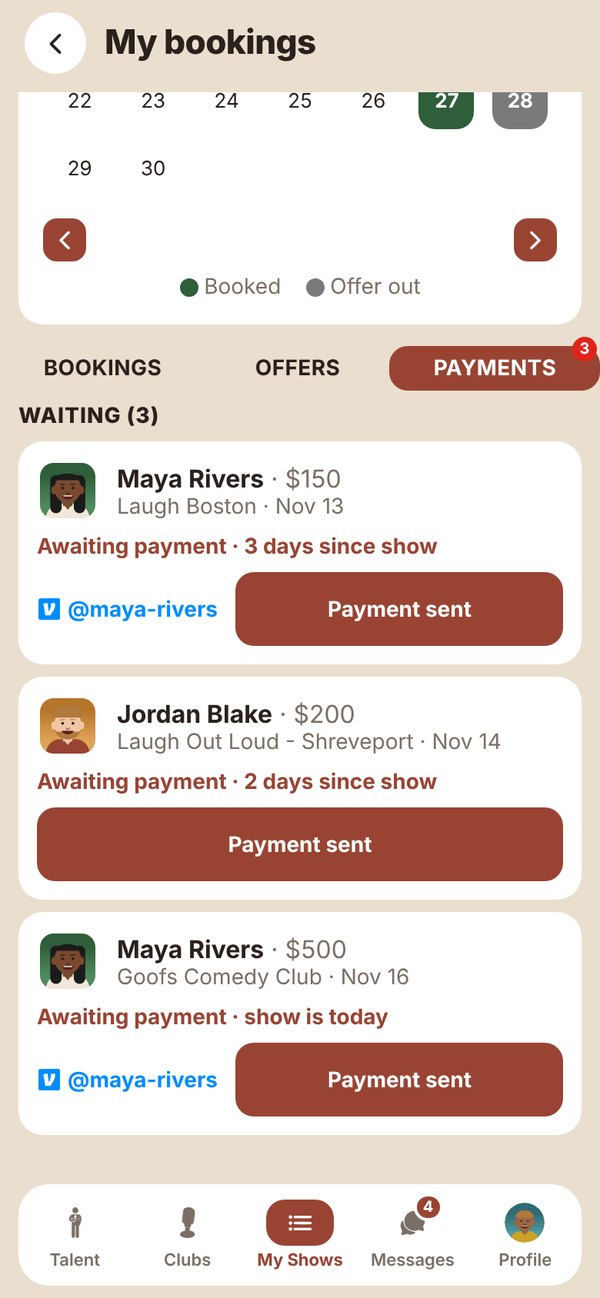 My bookings
22 23 24 25 26 27 28
29 30
Booked Offer out
BOOKINGS OFFERS PAYMENTS 3
WAITING (3)
Maya Rivers · $150
Laugh Boston · Nov 13
Awaiting payment · 3 days since show
@maya-rivers Payment sent
Jordan Blake · $200
Laugh Out Loud - Shreveport · Nov 14
Awaiting payment · 2 days since show
Payment sent
Maya Rivers · $500
Goofs Comedy Club · Nov 16
Awaiting payment · show is today
@maya-rivers Payment sent
4
Talent Clubs My Shows Messages Profile